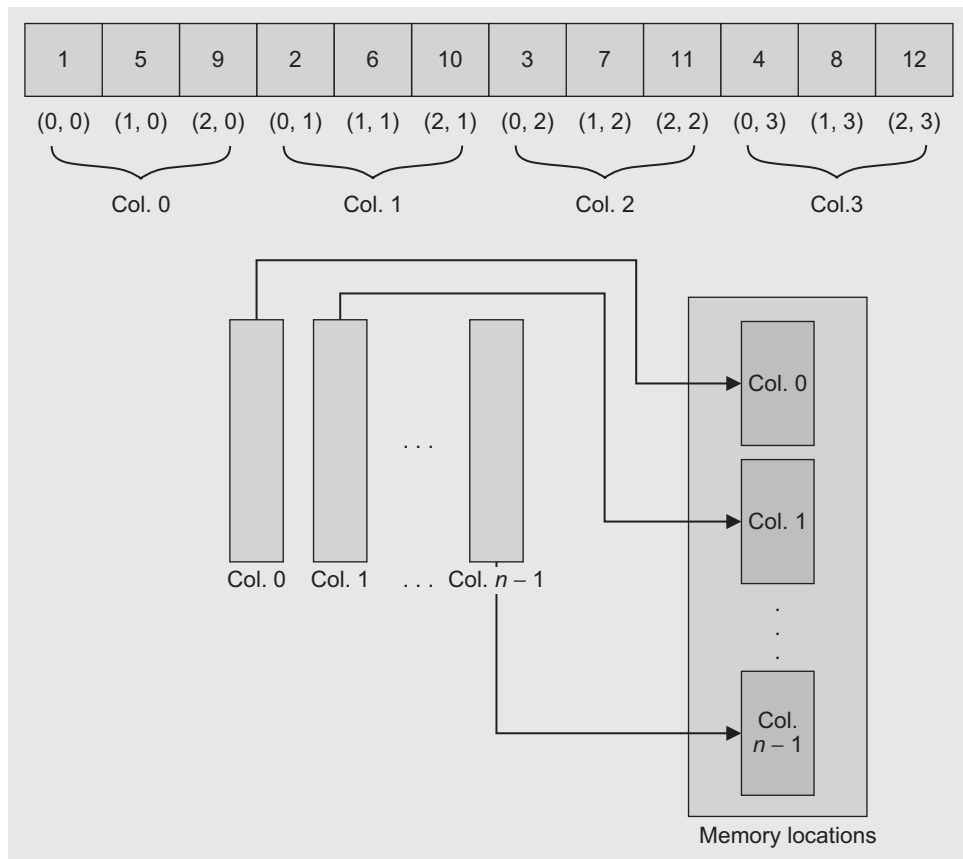 1 5 9 2 6 10 3 7 11 4 8 12
(0, 0) (1, 0) (2, 0) (0, 1) (1, 1) (2, 1) (0, 2) (1, 2) (2, 2) (0, 3) (1, 3) (2, 3)
Col. 0 Col. 1 Col. 2 Col.3
. . .
Col. 0 Col. 1 . . . Col. n – 1
Col. 0
Col. 1
.
.
.
Col.
n – 1
Memory locations